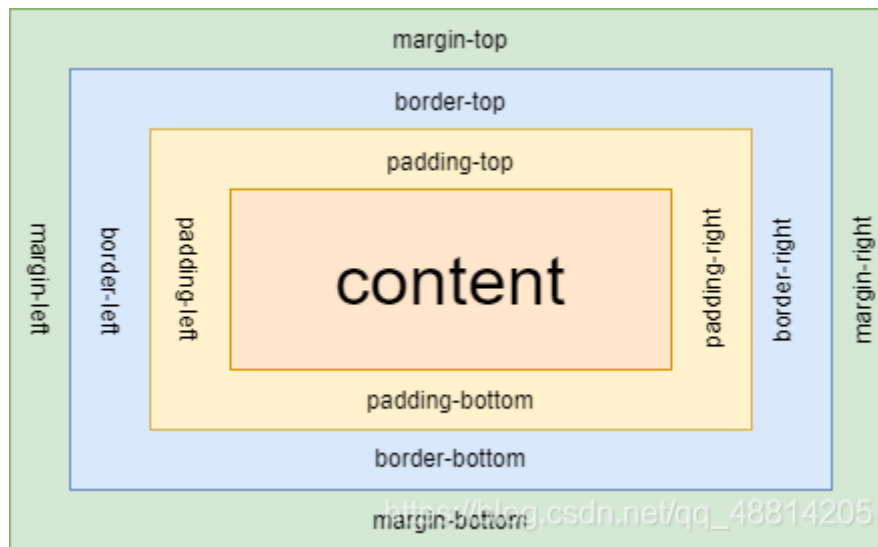 margin-top
border-top
padding-top
margin-left
border-left
padding-left
content
padding-right
border-right
margin-right
padding-bottom
border-bottom
margin-bottom
https://blog.csdn.net/qq_48814205